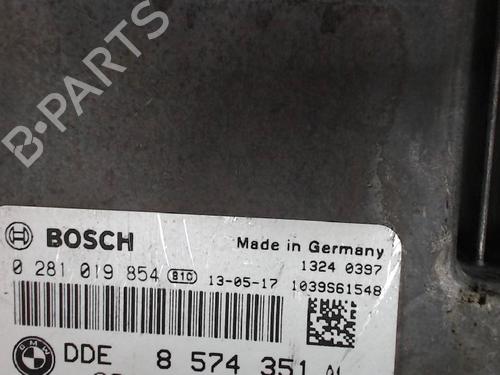 B-PARTS
BOSCH
Made in Germany
1324 0397
0 281 019 854 B10 13-05-17 1039S61548
BMW
DDE 8 574 351